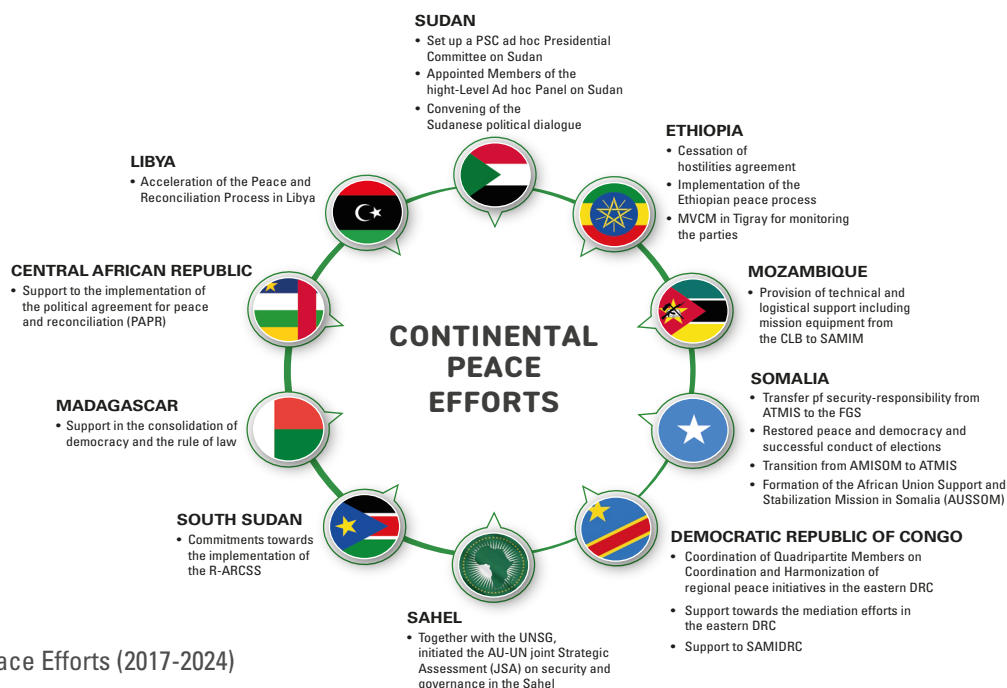 SUDAN
• Set up a PSC ad hoc Presidential
Committee on Sudan
• Appointed Members of the
hight-Level Ad hoc Panel on Sudan
• Convening of the
Sudanese political dialogue
ETHIOPIA
• Cessation of
hostilities agreement
• Implementation of the
Ethiopian peace process
• MVCM in Tigray for monitoring
the parties
MOZAMBIQUE
• Provision of technical and
logistical support including
mission equipment from
the CLB to SAMIM
SOMALIA
• Transfer pf security-responsibility from
ATMIS to the FGS
• Restored peace and democracy and
successful conduct of elections
• Transition from AMISOM to ATMIS
• Formation of the African Union Support and
Stabilization Mission in Somalia (AUSSOM)
DEMOCRATIC REPUBLIC OF CONGO
• Coordination of Quadripartite Members on
Coordination and Harmonization of
regional peace initiatives in the eastern DRC
• Support towards the mediation efforts in
the eastern DRC
• Support to SAMIDRC
SAHEL
• Together with the UNSG,
initiated the AU-UN joint Strategic
Assessment (JSA) on security and
governance in the Sahel
SOUTH SUDAN
• Commitments towards
the implementation of
the R-ARCSS
MADAGASCAR
• Support in the consolidation of
democracy and the rule of law
CENTRAL AFRICAN REPUBLIC
• Support to the implementation of
the political agreement for peace
and reconciliation (PAPR)
LIBYA
• Acceleration of the Peace and
Reconciliation Process in Libya
CONTINENTAL
PEACE
EFFORTS
ace Efforts (2017-2024)